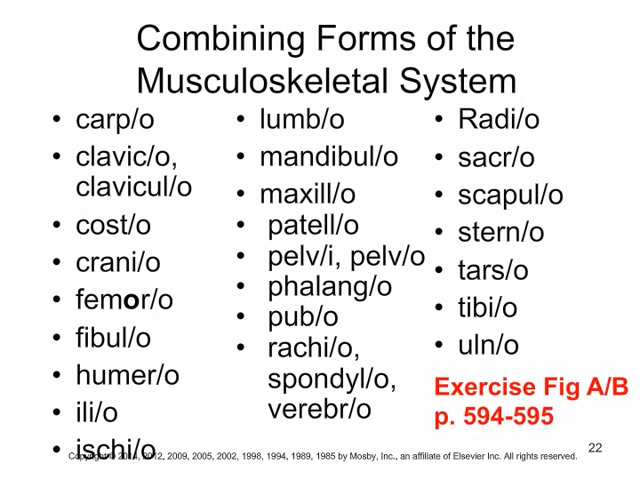 Combining Forms of the
Musculoskeletal System
• carp/o
• clavic/o,
clavicul/o
• cost/o
• crani/o
• femor/o
• fibul/o
• humer/o
• ili/o
• ischi/o
• lumb/o
• mandibul/o
• maxill/o
• patell/o
• pelv/i, pelv/o
• phalang/o
• pub/o
• rachi/o,
spondyl/o,
verebr/o
• Radi/o
• sacr/o
• scapul/o
• stern/o
• tars/o
• tibi/o
• uln/o
Exercise Fig A/B
p. 594-595
Copyright © 2014, 2012, 2009, 2005, 2002, 1998, 1994, 1989, 1985 by Mosby, Inc., an affiliate of Elsevier Inc. All rights reserved.
22